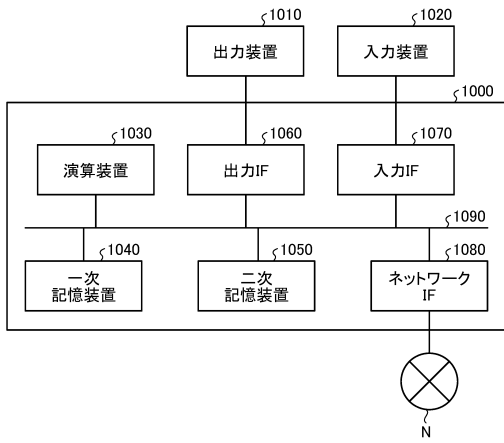 1010
1020
出力装置
入力装置
1000
1030
1060
1070
演算装置
出力IF
入力IF
1090
1040
1050
1080
一次
記憶装置
二次
記憶装置
ネットワーク
IF
N